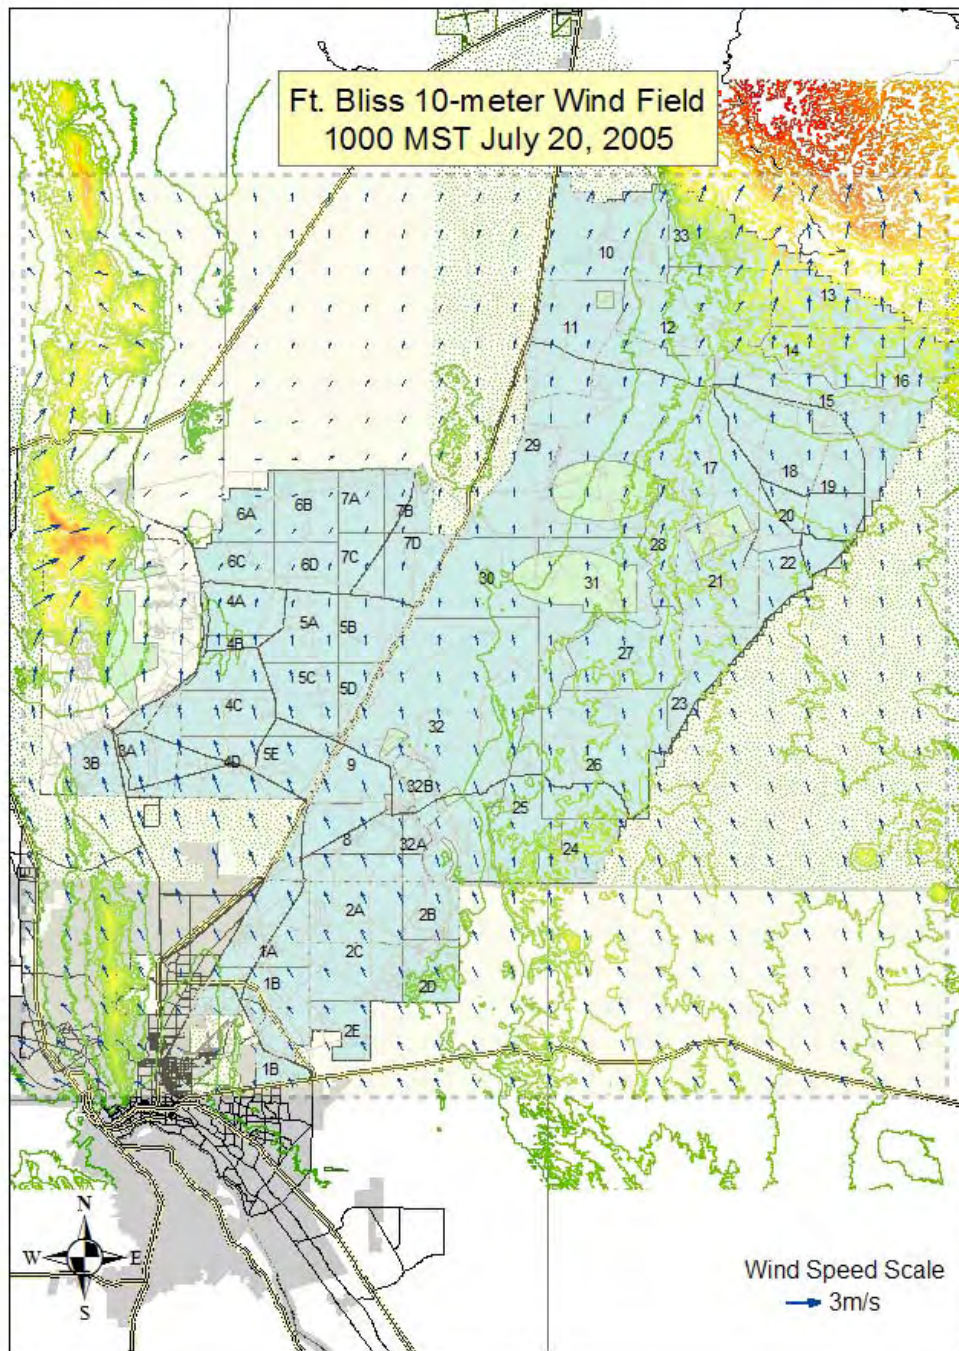 Ft. Bliss 10-meter Wind Field
1000 MST July 20, 2005
33
10
13
11
12
14
16
15
29
17
18
19
6A
6B
7A
7B
20
6C
6D
7C
7D
28
22
30
31
21
4A
5A
5B
4B
27
5C
5D
4C
23
32
3A
3B
4D
5E
9
26
32B
25
8
32A
24
2A
2B
1A
2C
1B
2D
2E
1B
N
W
E
S
Wind Speed Scale
3m/s